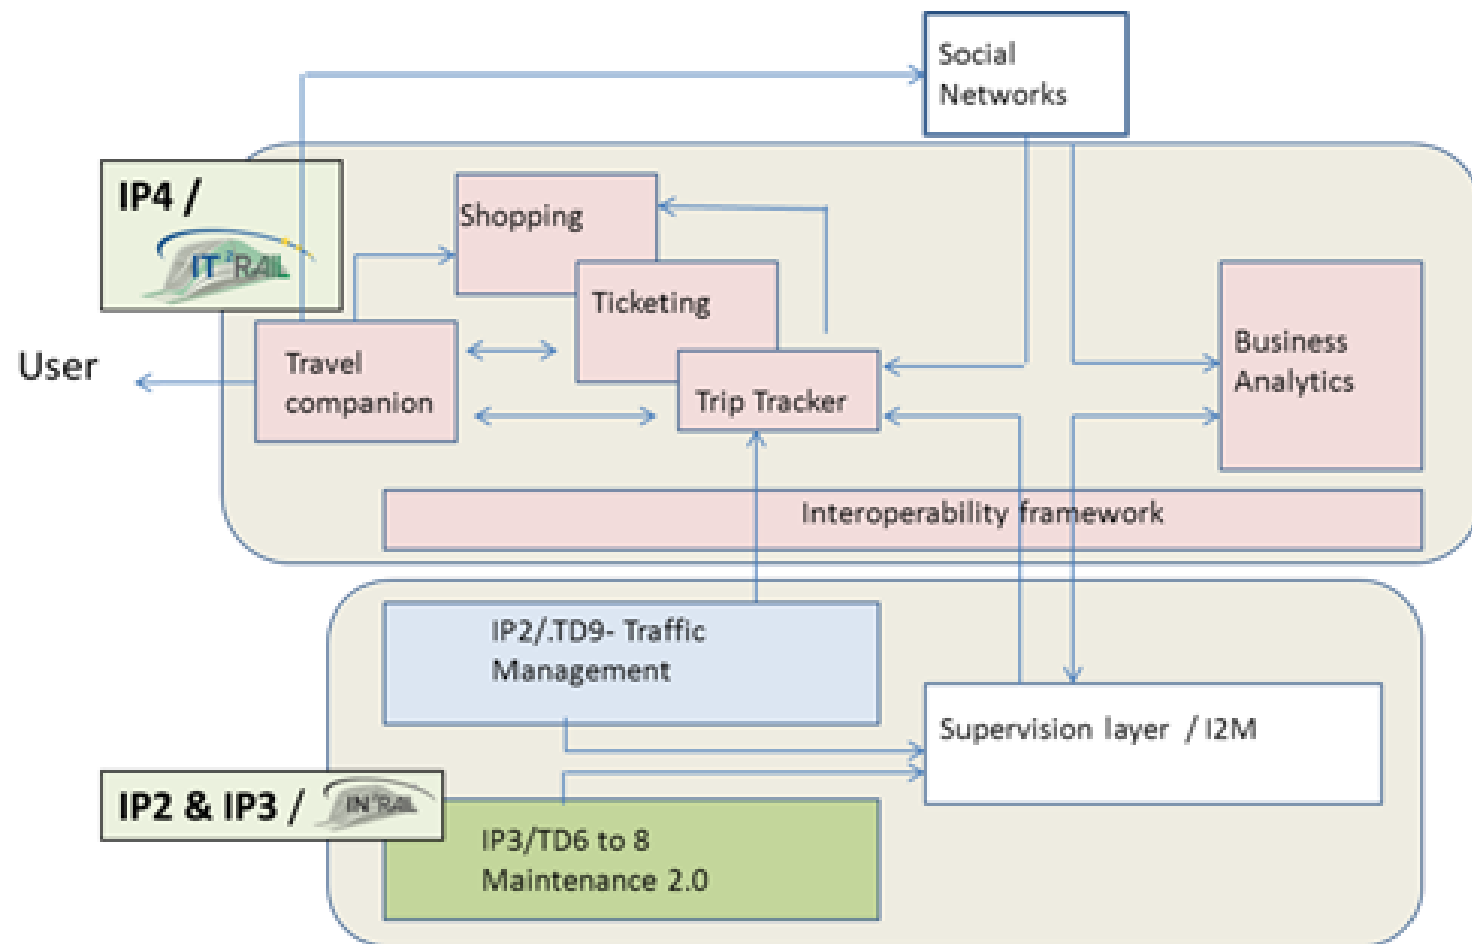 Social
Networks
IP4 /
IT²RAIL
Shopping
Ticketing
Travel
companion
User
Trip Tracker
Business
Analytics
Interoperability framework
IP2/.TD9- Traffic
Management
Supervision layer / I2M
IP2 & IP3 / IN²RAIL
IP3/TD6 to 8
Maintenance 2.0